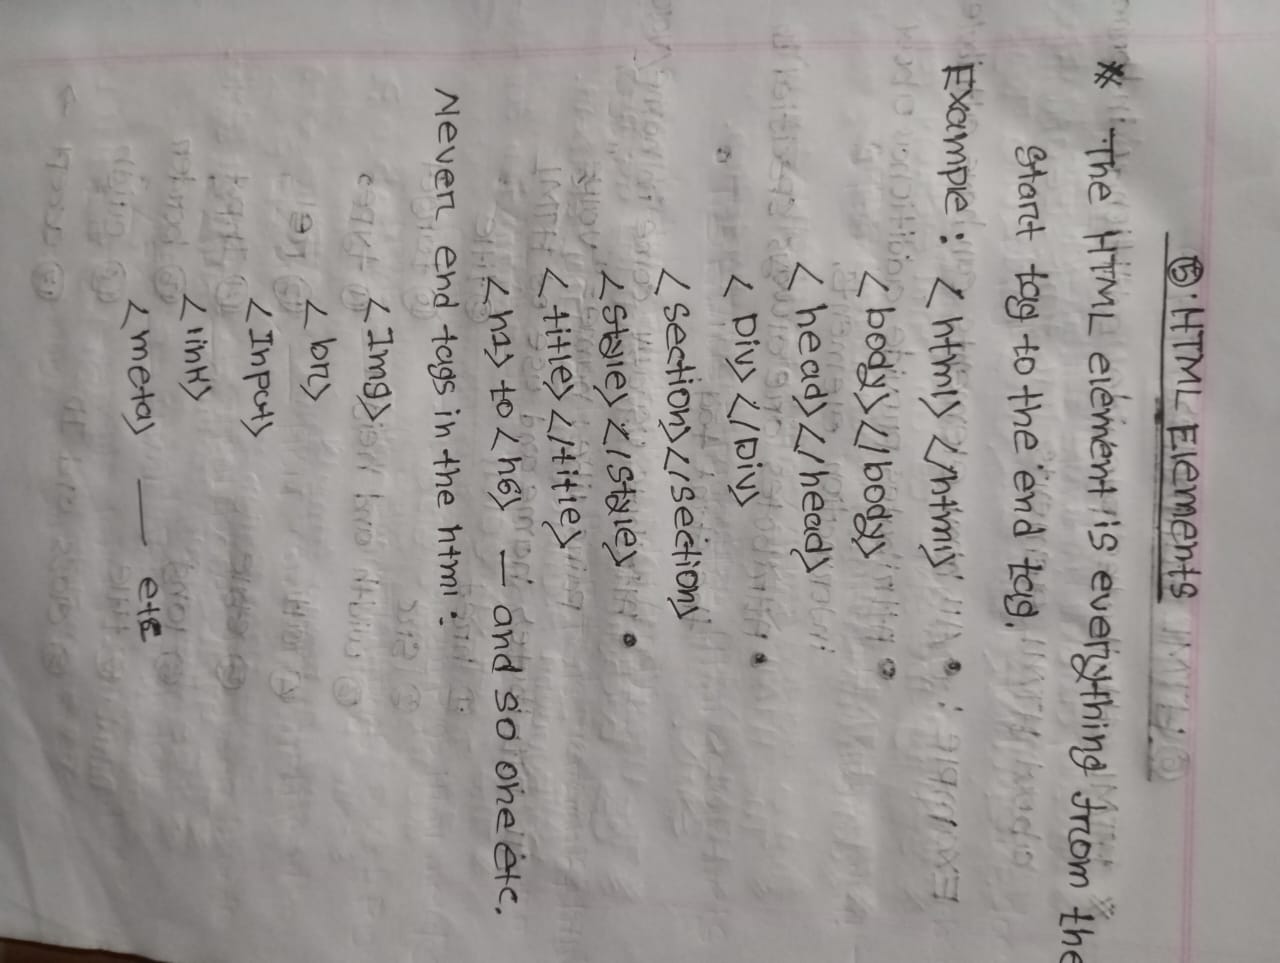 ⑤. HTML Elements
* The HTML element is everything from the
start tag to the end tag.
Example : <html> </html>
<body></body>
<head></head>
<Div></Div>
<section></section>
<style></style>
<title></title>
<h1> to <h6> — and so one etc.
Never end tags in the html :
<Img>
<br>
<Input>
<link>
<meta> — etc